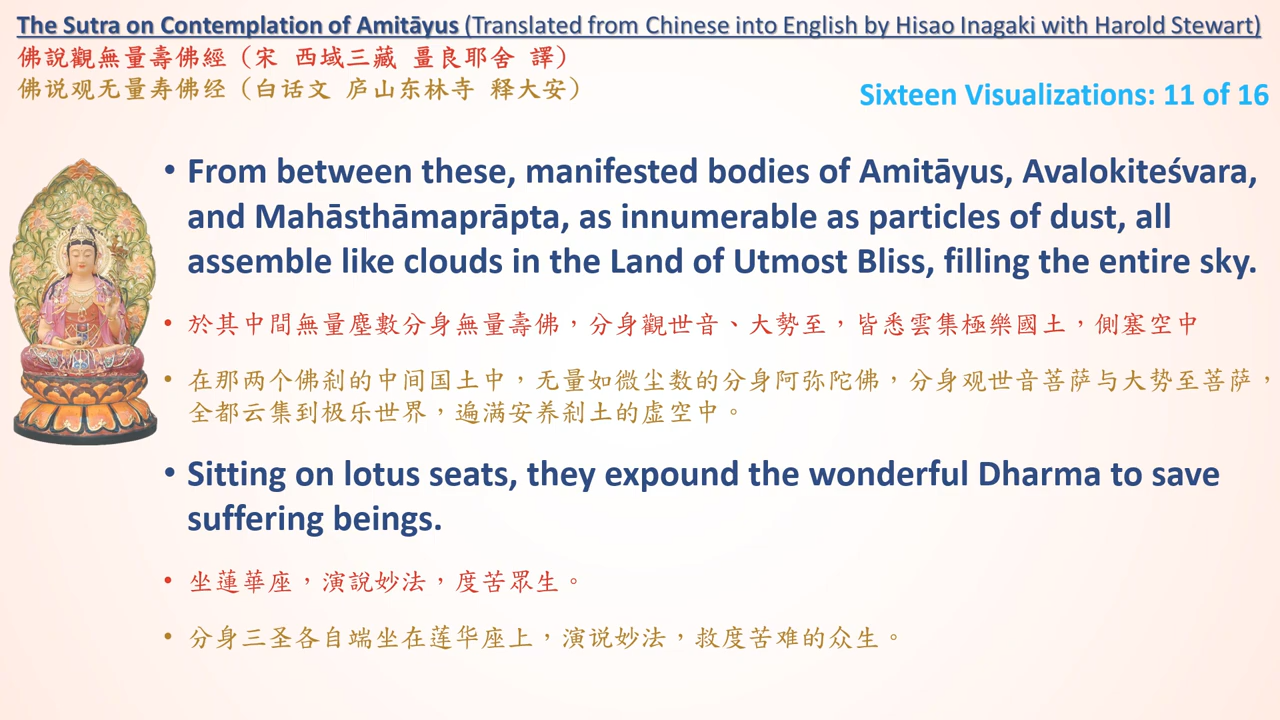 The Sutra on Contemplation of Amitāyus (Translated from Chinese into English by Hisao Inagaki with Harold Stewart)
佛說觀無量壽佛經（宋 西域三藏 畺良耶舍 譯）
佛说观无量寿佛经（白话文 庐山东林寺 释大安）
Sixteen Visualizations: 11 of 16
• From between these, manifested bodies of Amitāyus, Avalokiteśvara,
and Mahāsthāmaprāpta, as innumerable as particles of dust, all
assemble like clouds in the Land of Utmost Bliss, filling the entire sky.
• 於其中間無量塵數分身無量壽佛，分身觀世音、大勢至，皆悉雲集極樂國土，側塞空中
• 在那两个佛刹的中间国土中，无量如微尘数的分身阿弥陀佛，分身观世音菩萨与大势至菩萨，
全都云集到极乐世界，遍满安养刹土的虚空中。
• Sitting on lotus seats, they expound the wonderful Dharma to save
suffering beings.
• 坐蓮華座，演說妙法，度苦眾生。
• 分身三圣各自端坐在莲华座上，演说妙法，救度苦难的众生。